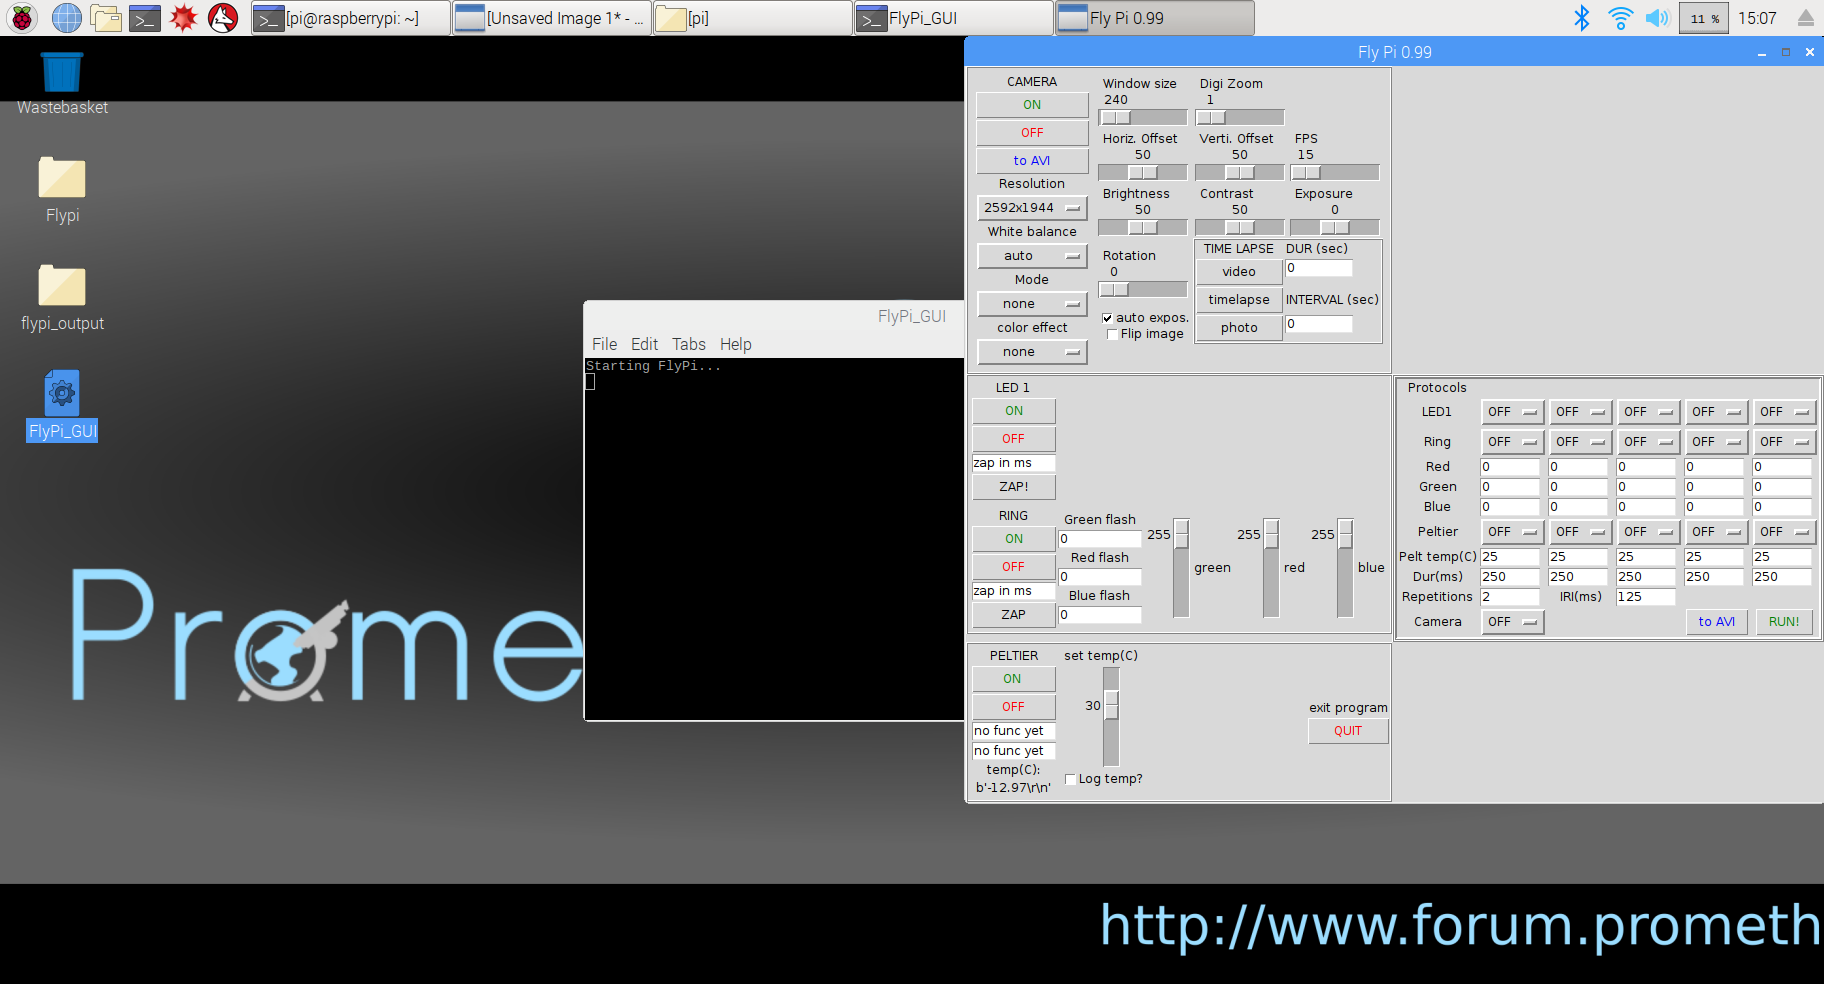 [pi@raspberrypi: ~]
[Unsaved Image 1* - ...
[pi]
FlyPi_GUI
Fly Pi 0.99
11 %
15:07
Wastebasket
Flypi
flypi_output
FlyPi_GUI
Prome
http://www.forum.prometh
FlyPi_GUI
File Edit Tabs Help
Starting FlyPi...
Fly Pi 0.99
CAMERA
ON
OFF
to AVI
Resolution
2592x1944
White balance
auto
Mode
none
color effect
none
Window size
240
Digi Zoom
1
Horiz. Offset
50
Verti. Offset
50
FPS
15
Brightness
50
Contrast
50
Exposure
0
Rotation
0
auto expos.
Flip image
TIME LAPSE
video
timelapse
photo
DUR (sec)
0
INTERVAL (sec)
0
LED 1
ON
OFF
zap in ms
ZAP!
RING
ON
OFF
zap in ms
ZAP
Green flash
0
Red flash
0
Blue flash
0
255
green
255
red
255
blue
Protocols
LED1 OFF OFF OFF OFF OFF
Ring OFF OFF OFF OFF OFF
Red 0 0 0 0 0
Green 0 0 0 0 0
Blue 0 0 0 0 0
Peltier OFF OFF OFF OFF OFF
Pelt temp(C) 25 25 25 25 25
Dur(ms) 250 250 250 250 250
Repetitions 2 IRI(ms) 125
Camera OFF to AVI RUN!
PELTIER
ON
OFF
no func yet
no func yet
temp(C):
b'-12.97\r\n'
set temp(C)
30
Log temp?
exit program
QUIT